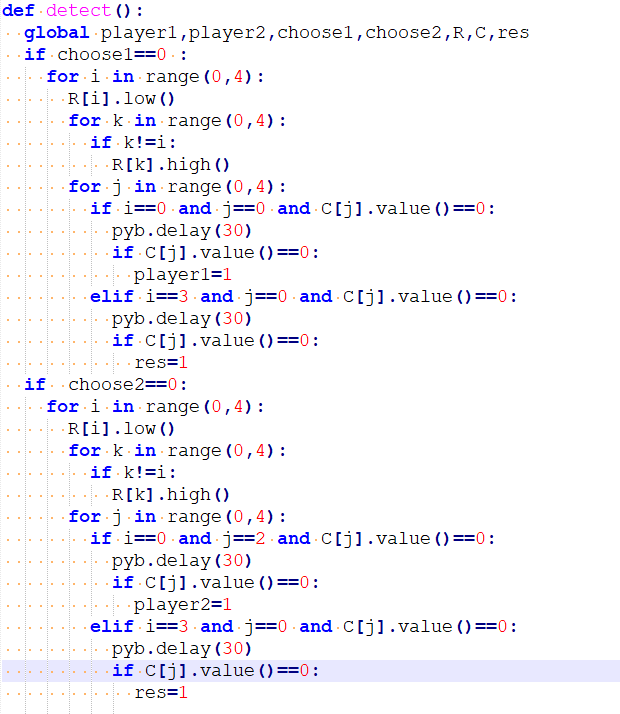 def detect():
  global player1,player2,choose1,choose2,R,C,res
  if choose1==0 :
    for i in range(0,4):
      R[i].low()
      for k in range(0,4):
        if k!=i:
          R[k].high()
      for j in range(0,4):
        if i==0 and j==0 and C[j].value()==0:
          pyb.delay(30)
          if C[j].value()==0:
            player1=1
        elif i==3 and j==0 and C[j].value()==0:
          pyb.delay(30)
          if C[j].value()==0:
            res=1
  if  choose2==0:
    for i in range(0,4):
      R[i].low()
      for k in range(0,4):
        if k!=i:
          R[k].high()
      for j in range(0,4):
        if i==0 and j==2 and C[j].value()==0:
          pyb.delay(30)
          if C[j].value()==0:
            player2=1
        elif i==3 and j==0 and C[j].value()==0:
          pyb.delay(30)
          if C[j].value()==0:
            res=1